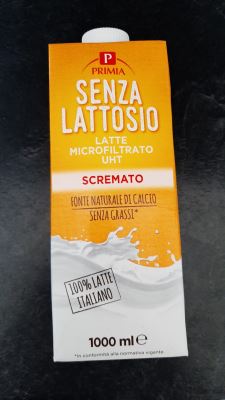 P
PRIMIA
SENZA
LATTOSIO
LATTE
MICROFILTRATO
UHT
SCREMATO
FONTE NATURALE DI CALCIO
SENZA GRASSI*
100% LATTE
ITALIANO
1000 ml e
*in conformità alla normativa vigente